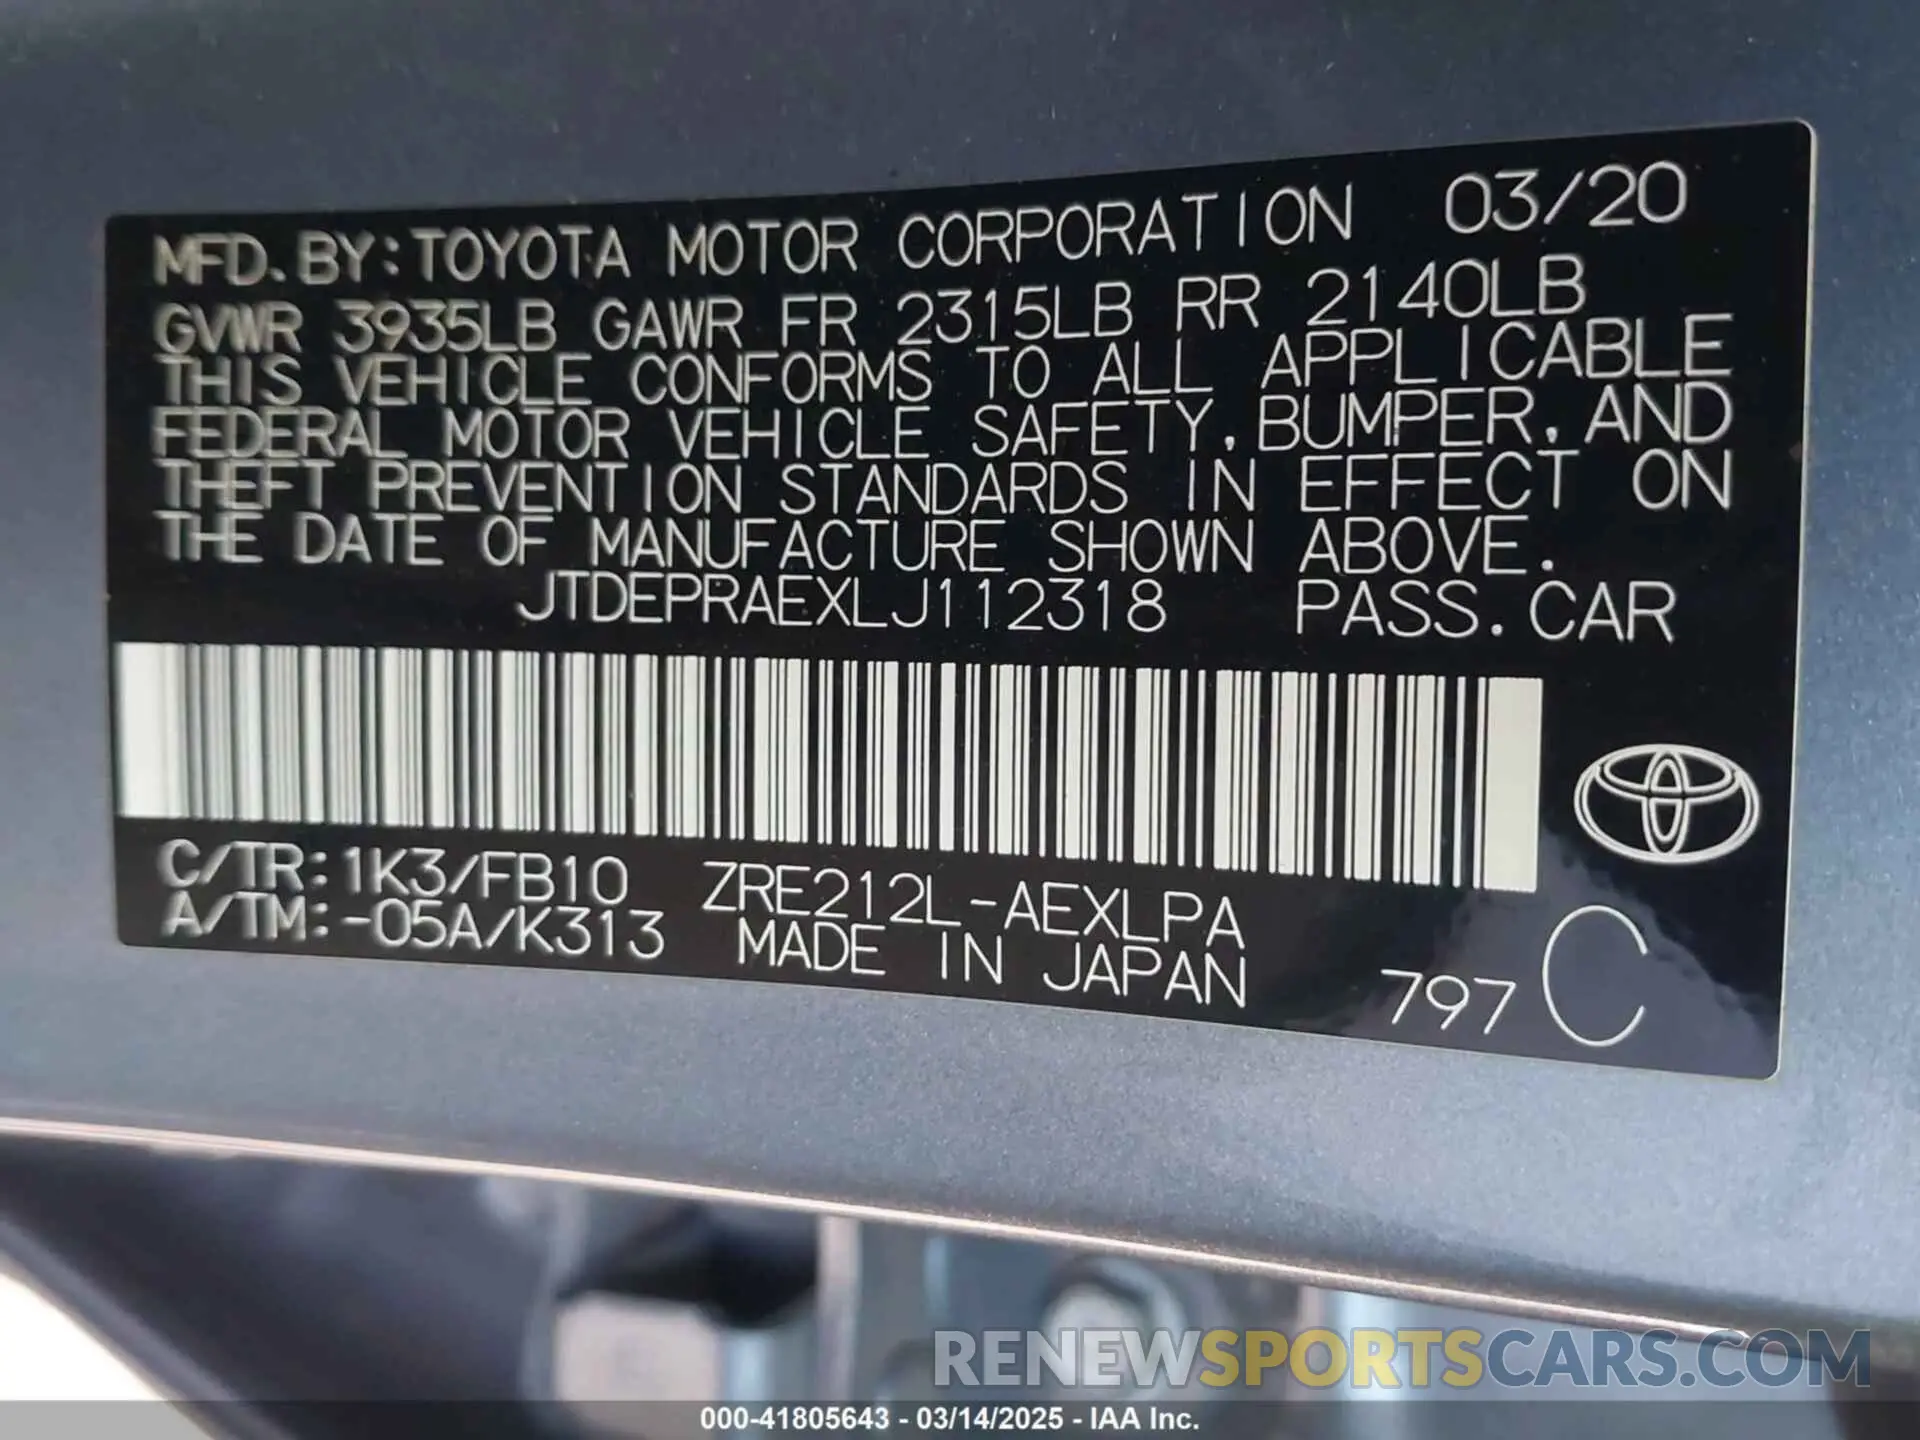 MFD. BY: TOYOTA MOTOR CORPORATION 03/20
GVWR 3935LB GAWR FR 2315LB RR 2140LB
THIS VEHICLE CONFORMS TO ALL APPLICABLE
FEDERAL MOTOR VEHICLE SAFETY, BUMPER, AND
THEFT PREVENTION STANDARDS IN EFFECT ON
THE DATE OF MANUFACTURE SHOWN ABOVE.
JTDEPRAEXLJ112318 PASS. CAR
C/TR: 1K3/FB10 ZRE212L-AEXLPA
A/TM: -05A/K313 MADE IN JAPAN 797 C
RENEWSPORTSCARS.COM
000-41805643 - 03/14/2025 - IAA Inc.